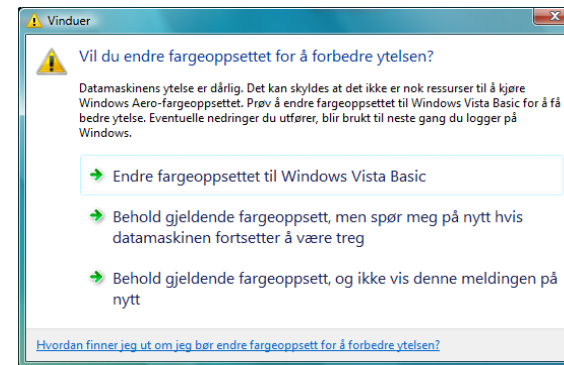 Vinduer
Vil du endre fargeoppsettet for å forbedre ytelsen?
Datamaskinens ytelse er dårlig. Det kan skyldes at det ikke er nok ressurser til å kjøre
Windows Aero-fargeoppsettet. Prøv å endre fargeoppsettet til Windows Vista Basic for å få
bedre ytelse. Eventuelle nedringer du utfører, blir brukt til neste gang du logger på
Windows.
Endre fargeoppsettet til Windows Vista Basic
Behold gjeldende fargeoppsett, men spør meg på nytt hvis
datamaskinen fortsetter å være treg
Behold gjeldende fargeoppsett, og ikke vis denne meldingen på
nytt
Hvordan finner jeg ut om jeg bør endre fargeoppsett for å forbedre ytelsen?